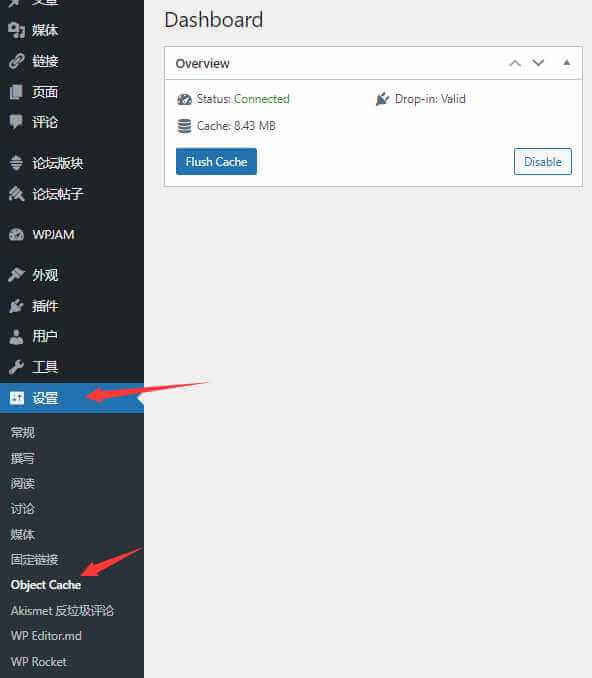 文章
媒体
链接
页面
评论
论坛版块
论坛帖子
WPJAM
外观
插件
用户
工具
设置
常规
撰写
阅读
讨论
媒体
固定链接
Object Cache
Akismet 反垃圾评论
WP Editor.md
WP Rocket
Dashboard
Overview
Status: Connected
Drop-in: Valid
Cache: 8.43 MB
Flush Cache
Disable